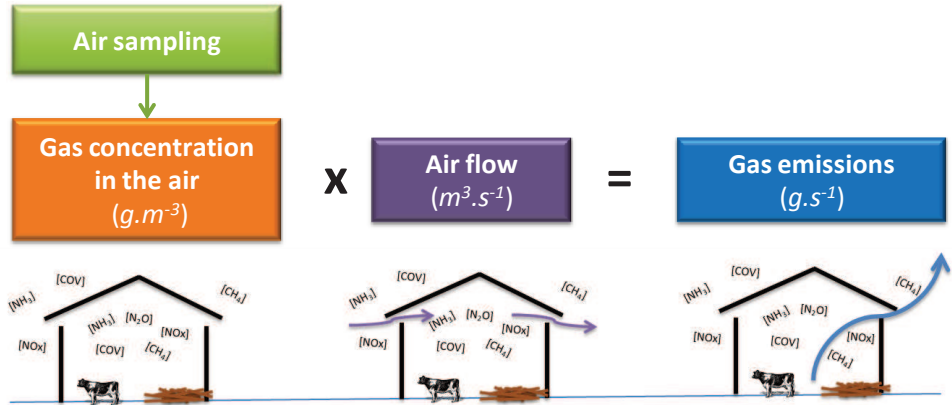 Air sampling
Gas concentration
in the air
(g.m⁻³)
x
Air flow
(m³.s⁻¹)
=
Gas emissions
(g.s⁻¹)
[NH₃]
[COV]
[CH₄]
[NH₃]
[N₂O]
[NOx]
[NOx]
[COV]
[CH₄]
[NH₃]
[COV]
[CH₄]
[NH₃]
[N₂O]
[NOx]
[NOx]
[COV]
[CH₄]
[NH₃]
[COV]
[CH₄]
[NH₃]
[N₂O]
[NOx]
[NOx]
[COV]
[CH₄]